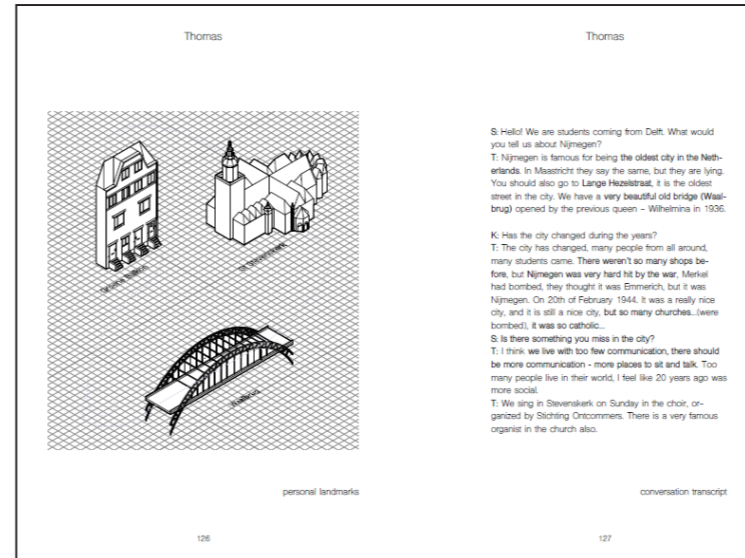 Thomas
Groene Balkon
St Stevenskerk
Waalbrug
personal landmarks
126
Thomas
S: Hello! We are students coming from Delft. What would
you tell us about Nijmegen?
T: Nijmegen is famous for being the oldest city in the Neth-
erlands. In Maastricht they say the same, but they are lying.
You should also go to Lange Hezelstraat, it is the oldest
street in the city. We have a very beautiful old bridge (Waal-
brug) opened by the previous queen – Wilhelmina in 1936.
K: Has the city changed during the years?
T: The city has changed, many people from all around,
many students came. There weren't so many shops be-
fore, but Nijmegen was very hard hit by the war, Merkel
had bombed, they thought it was Emmerich, but it was
Nijmegen. On 20th of February 1944. It was a really nice
city, and it is still a nice city, but so many churches...(were
bombed), it was so catholic...
S: Is there something you miss in the city?
T: I think we live with too few communication, there should
be more communication - more places to sit and talk. Too
many people live in their world, I feel like 20 years ago was
more social.
T: We sing in Stevenskerk on Sunday in the choir, or-
ganized by Stichting Ontcommers. There is a very famous
organist in the church also.
conversation transcript
127